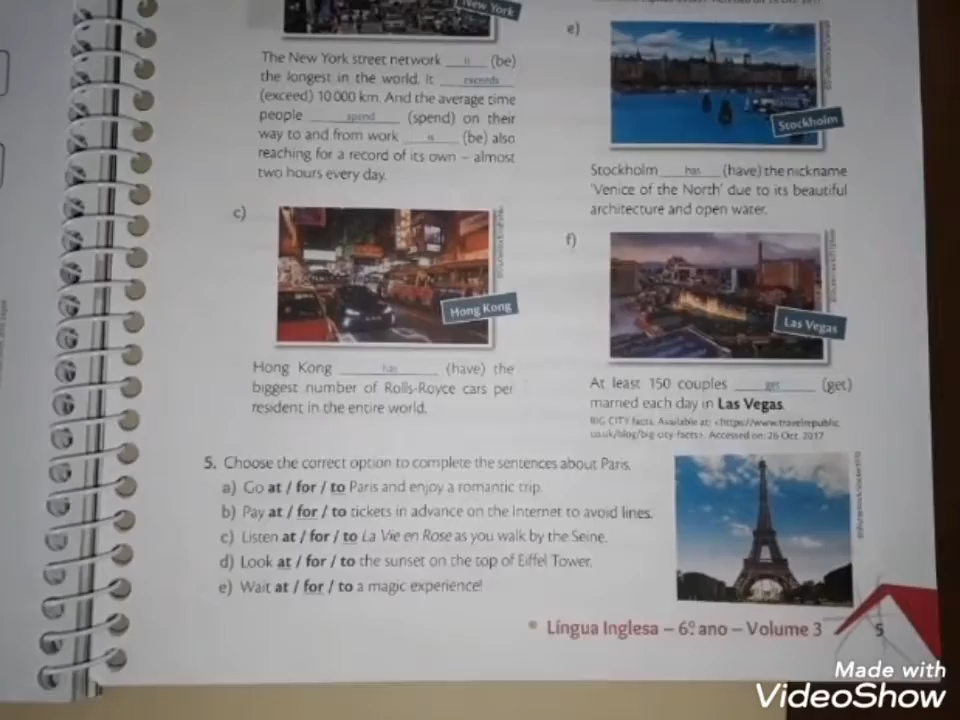 New York
The New York street network is (be)
the longest in the world. It exceeds
(exceed) 10 000 km. And the average time
people spend (spend) on their
way to and from work is (be) also
reaching for a record of its own – almost
two hours every day.
c)
Hong Kong
Hong Kong has (have) the
biggest number of Rolls-Royce cars per
resident in the entire world.
e)
Stockholm
Stockholm has (have) the nickname
'Venice of the North' due to its beautiful
architecture and open water.
f)
Las Vegas
At least 150 couples get (get)
married each day in Las Vegas.
BIG CITY facts. Available at: <https://www.travelrepublic.
co.uk/blog/big-city-facts>. Accessed on: 26 Oct. 2017
5. Choose the correct option to complete the sentences about Paris.
a) Go at / for / to Paris and enjoy a romantic trip.
b) Pay at / for / to tickets in advance on the Internet to avoid lines.
c) Listen at / for / to La Vie en Rose as you walk by the Seine.
d) Look at / for / to the sunset on the top of Eiffel Tower.
e) Wait at / for / to a magic experience!
Língua Inglesa – 6º. ano – Volume 3
5
Made with
VideoShow